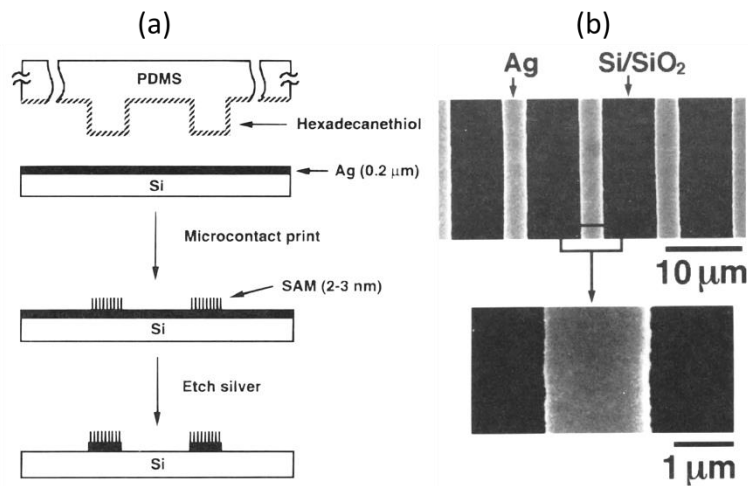 (a)
PDMS
Hexadecanethiol
Ag (0.2 μm)
Si
Microcontact print
SAM (2-3 nm)
Si
Etch silver
Si
(b)
Ag Si/SiO₂
10 μm
1 μm